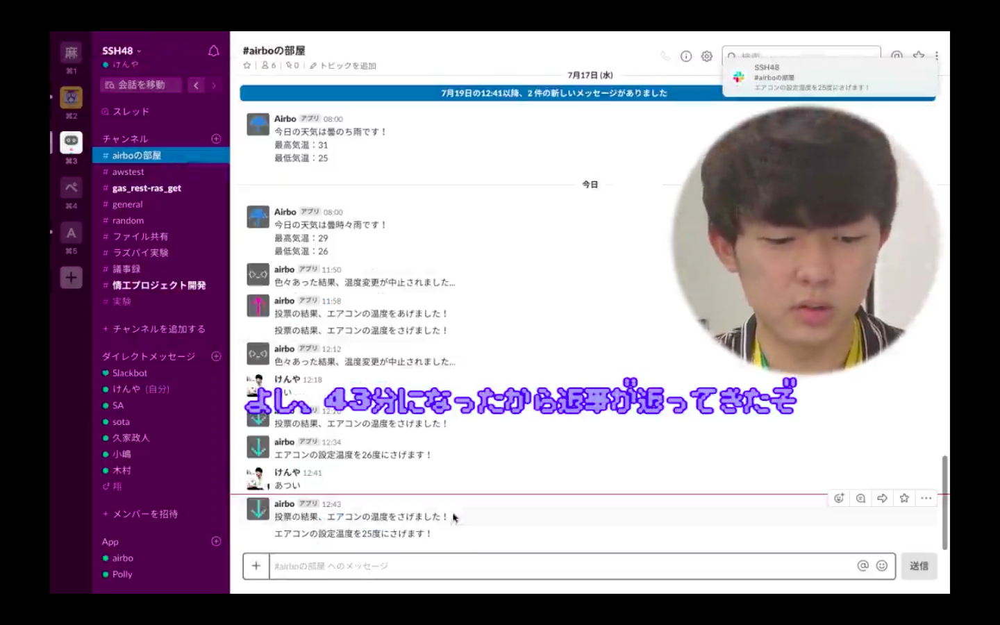 麻
⌘1
⌘2
⌘3
ペ
⌘4
A
⌘5
+
SSH48
けんや
会話を移動
スレッド
チャンネル
# airboの部屋
# awstest
# gas_rest-ras_get
# general
# random
# ファイル共有
# ラズパイ実験
# 議事録
# 情工プロジェクト開発
# 実験
+ チャンネルを追加する
ダイレクトメッセージ
Slackbot
けんや (自分)
SA
sota
久家政人
小嶋
木村
翔
+ メンバーを招待
App
airbo
Polly
#airboの部屋
6 | 0 | トピックを追加
検索
SSH48
#airboの部屋
エアコンの設定温度を25度にさげます！
7月17日 (水)
7月19日の12:41以降、2 件の新しいメッセージがありました
Airbo アプリ 08:00
今日の天気は曇のち雨です！
最高気温：31
最低気温：25
今日
Airbo アプリ 08:00
今日の天気は曇時々雨です！
最高気温：29
最低気温：26
airbo アプリ 11:50
色々あった結果、温度変更が中止されました...
airbo アプリ 11:58
投票の結果、エアコンの温度をあげました！
投票の結果、エアコンの温度をさげました！
airbo アプリ 12:12
色々あった結果、温度変更が中止されました...
けんや 12:18
よし、43分になったから返事が返ってきたぞ
投票の結果、エアコンの温度をさげました！
airbo アプリ 12:34
エアコンの設定温度を26度にさげます！
けんや 12:41
あつい
airbo アプリ 12:43
投票の結果、エアコンの温度をさげました！
エアコンの設定温度を25度にさげます！
#airboの部屋 へのメッセージ
送信